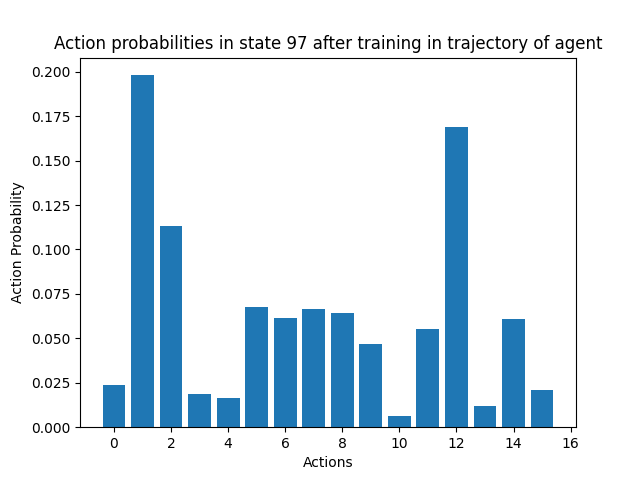 Action probabilities in state 97 after training in trajectory of agent
0.200
0.175
0.150
0.125
0.100
0.075
0.050
0.025
0.000
Action Probability
0 2 4 6 8 10 12 14 16
Actions